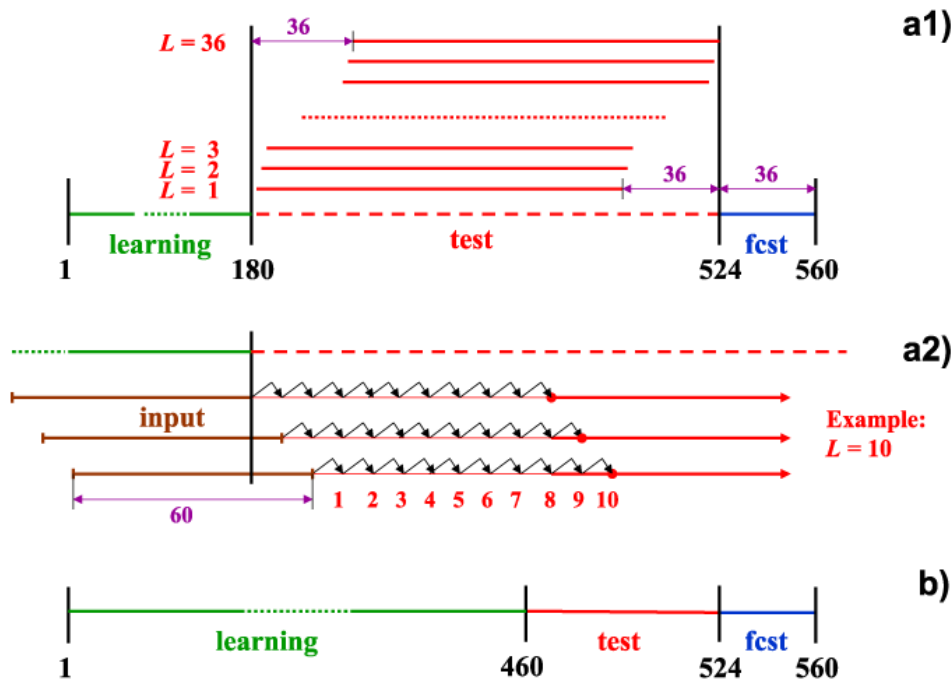 a1)
L = 36
36
L = 3
L = 2
L = 1
36
36
learning
test
fcst
1
180
524
560
a2)
input
Example:
L = 10
60
1 2 3 4 5 6 7 8 9 10
b)
learning
test
fcst
1
460
524
560